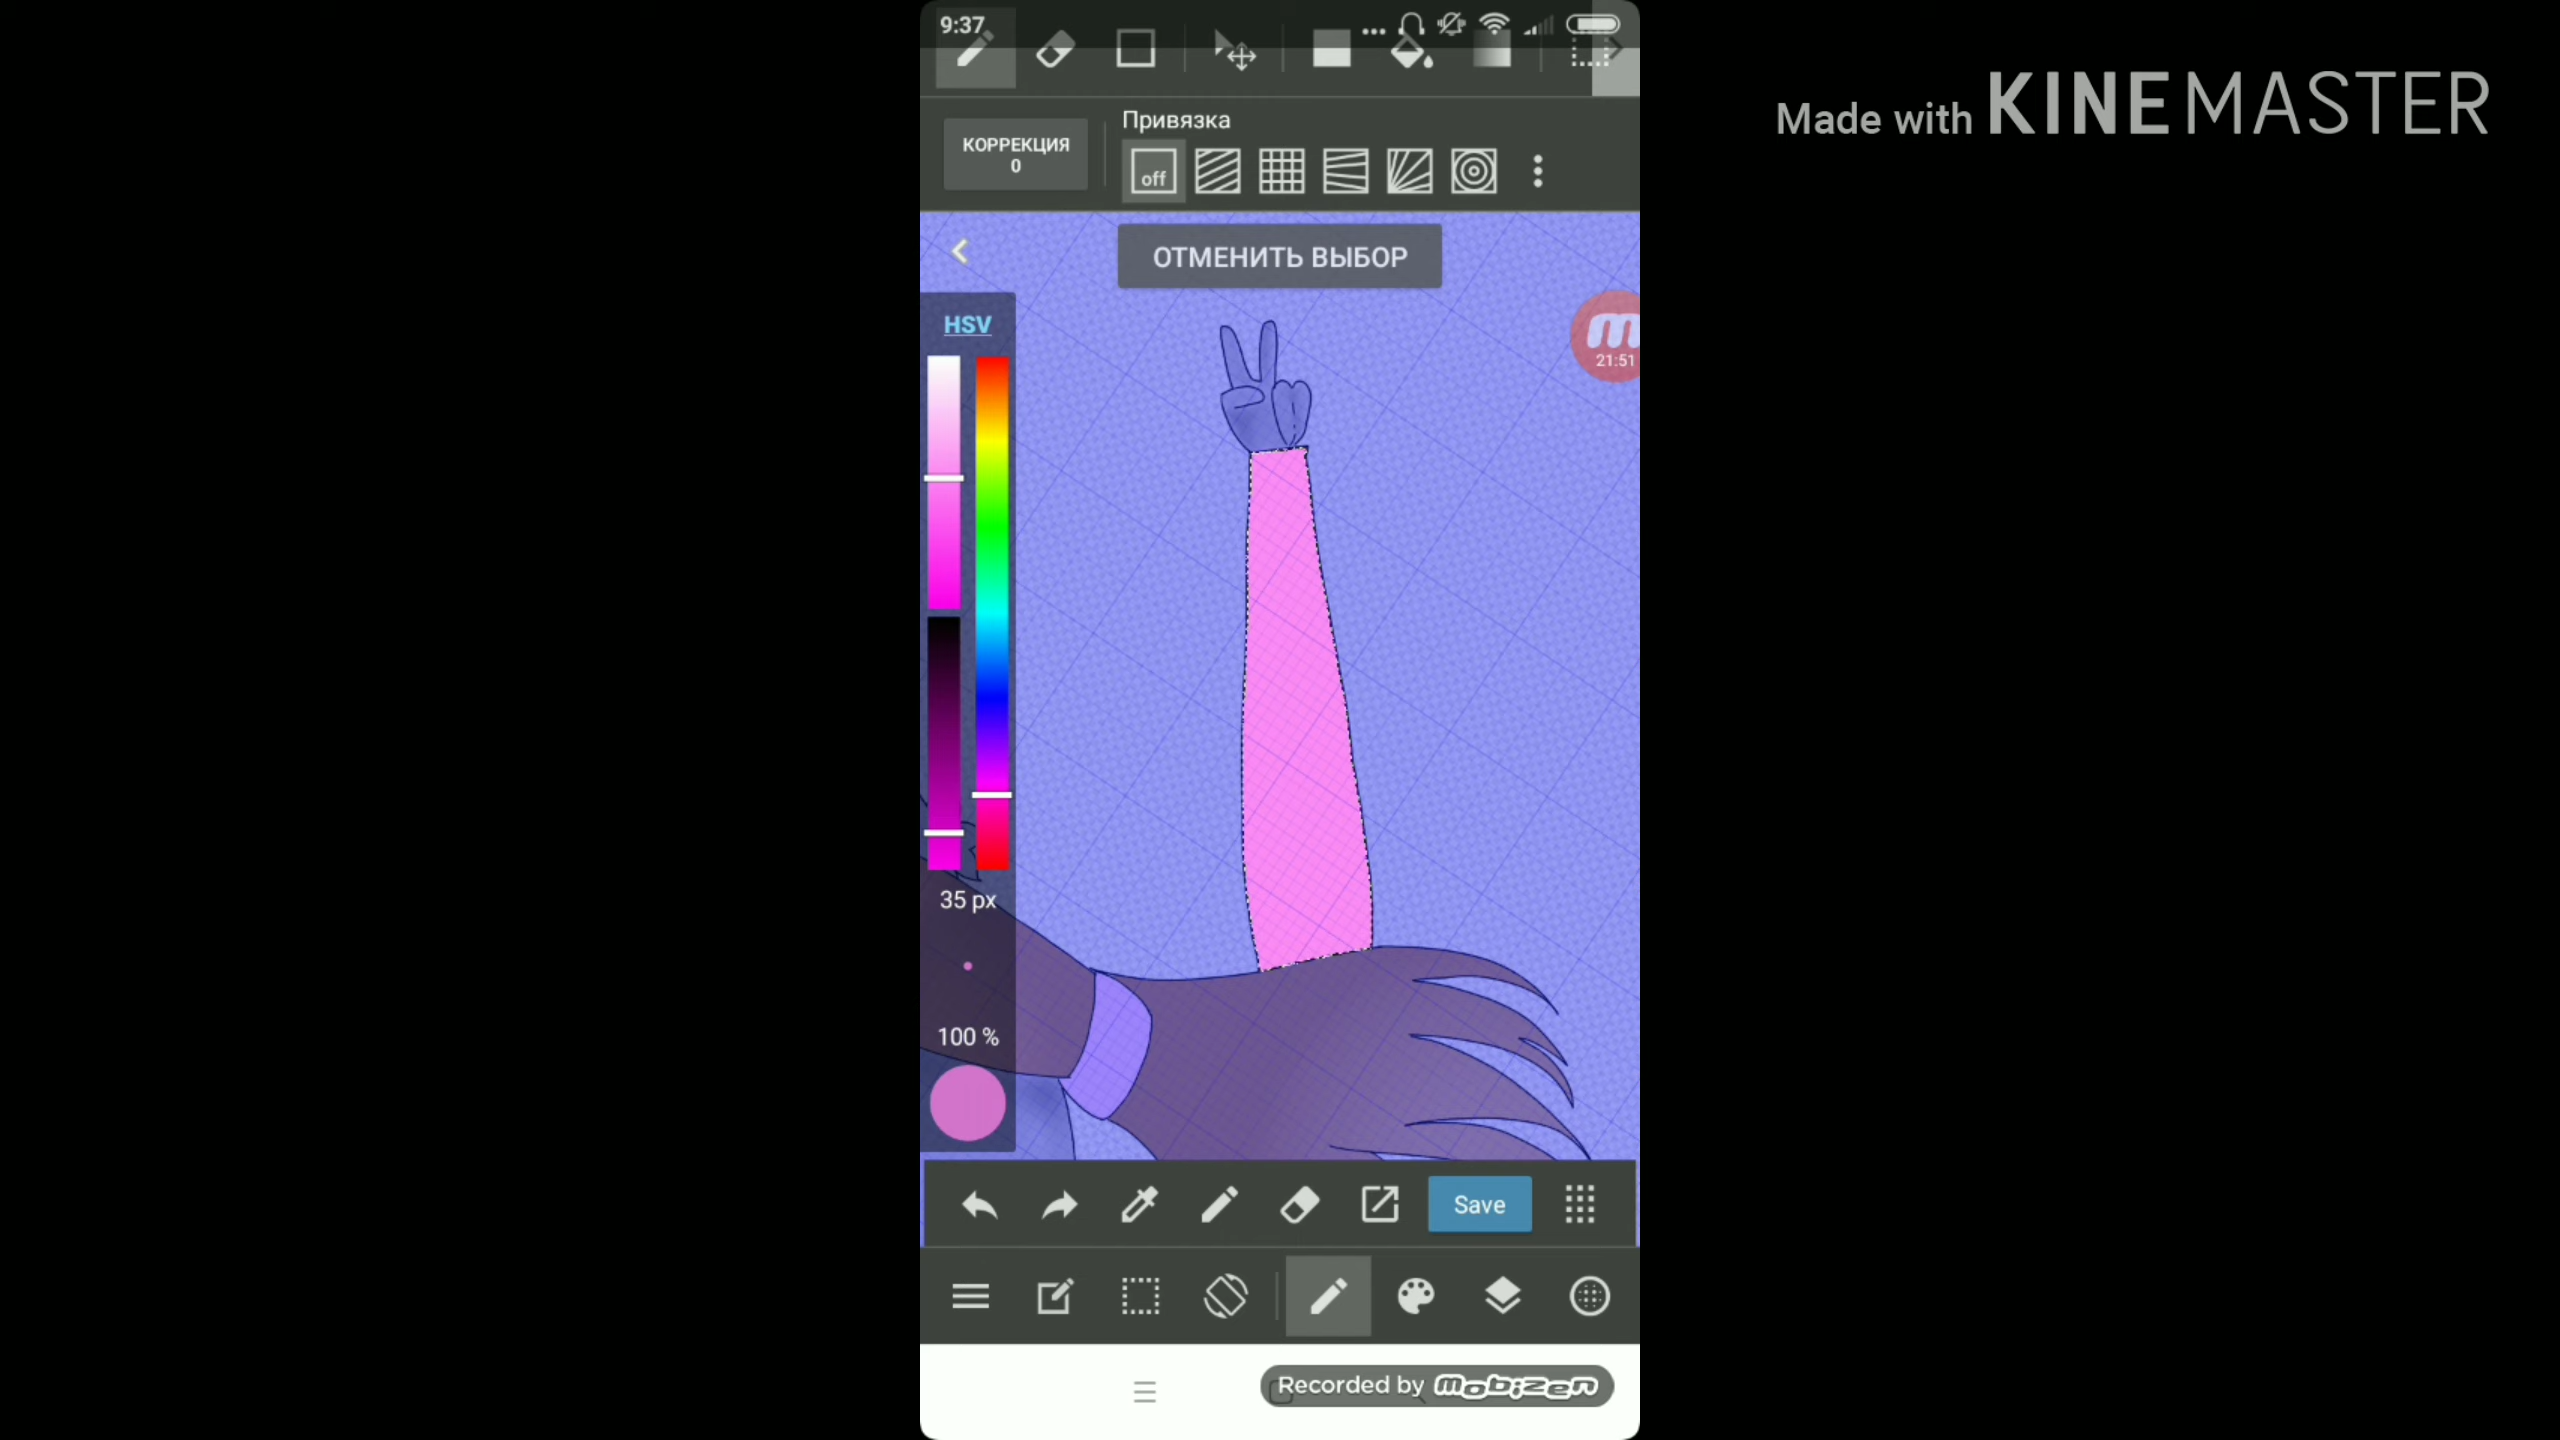 9:37
Made with KINEMASTER
Привязка
КОРРЕКЦИЯ
0
off
ОТМЕНИТЬ ВЫБОР
HSV
m
21:51
35 px
100 %
Save
Recorded by mobizen